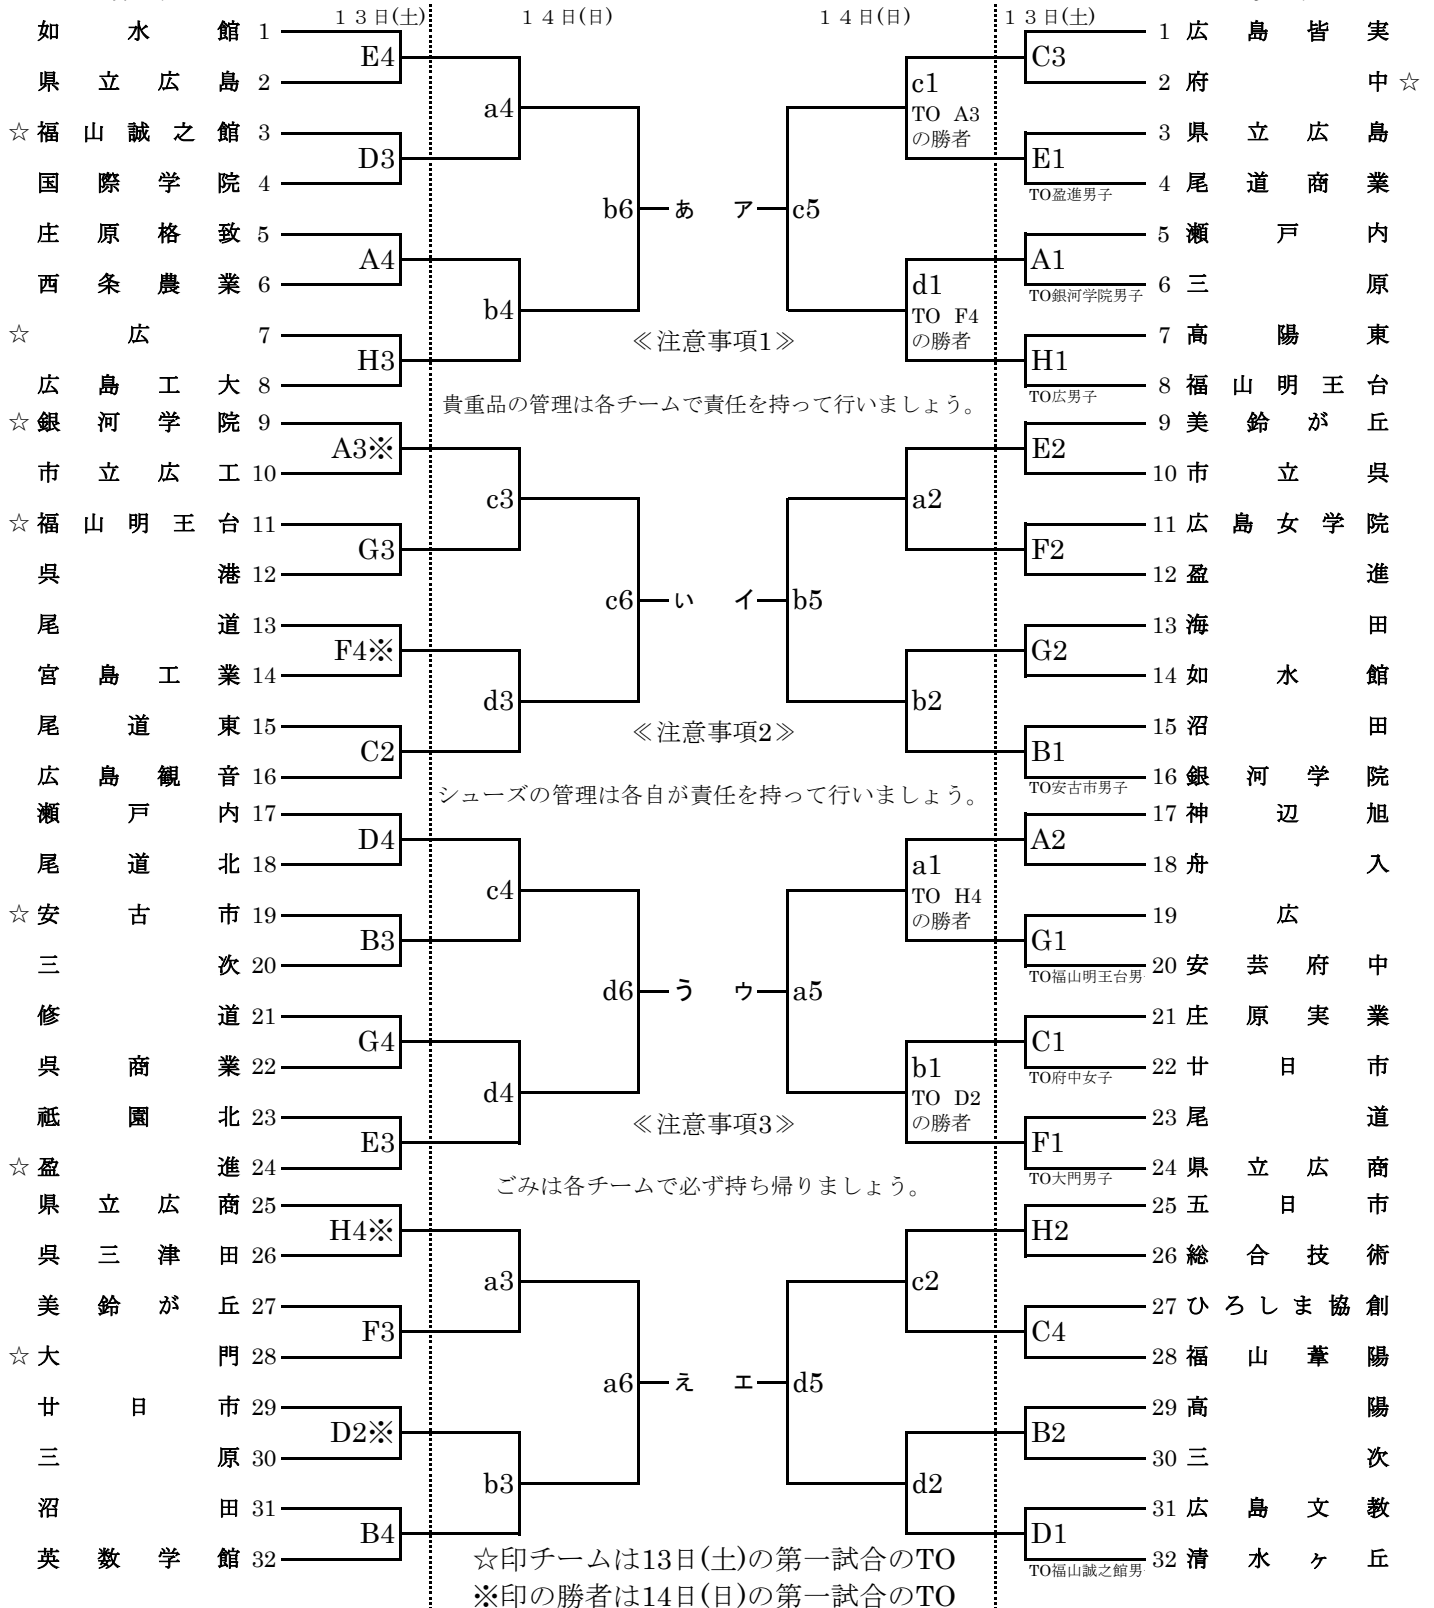 13日(土) 14日(日) 14日(日) 13日(土)
如水館 1
県立広島 2
☆福山誠之館 3
国際学院 4
庄原格致 5
西条農業 6
☆広 7
広島工大 8
☆銀河学院 9
市立広工 10
☆福山明王台 11
呉港 12
尾道 13
宮島工業 14
尾道東 15
広島観音 16
瀬戸内 17
尾道北 18
☆安古市 19
三次 20
修道 21
呉商業 22
祗園北 23
☆盈進 24
県立広商 25
呉三津田 26
美鈴が丘 27
☆大門 28
廿日市 29
三原 30
沼田 31
英数学館 32
E4
D3
A4
H3
A3※
G3
F4※
C2
D4
B3
G4
E3
H4※
F3
D2※
B4
a4
b4
c3
d3
c4
d4
a3
b3
b6 あ
c6 い
d6 う
a6 え
≪注意事項1≫
貴重品の管理は各チームで責任を持って行いましょう。
≪注意事項2≫
シューズの管理は各自が責任を持って行いましょう。
≪注意事項3≫
ごみは各チームで必ず持ち帰りましょう。
ア c5
イ b5
ウ a5
エ d5
c1
TO A3
の勝者
d1
TO F4
の勝者
a2
b2
a1
TO H4
の勝者
b1
TO D2
の勝者
c2
d2
C3
E1
TO盈進男子
A1
TO銀河学院男子
H1
TO広男子
E2
F2
G2
B1
TO安古市男子
A2
G1
TO福山明王台男
C1
TO府中女子
F1
TO大門男子
H2
C4
B2
D1
TO福山誠之館男
1 広島皆実
2 府中☆
3 県立広島
4 尾道商業
5 瀬戸内
6 三原
7 高陽東
8 福山明王台
9 美鈴が丘
10 市立呉
11 広島女学院
12 盈進
13 海田
14 如水館
15 沼田
16 銀河学院
17 神辺旭
18 舟入
19 広
20 安芸府中
21 庄原実業
22 廿日市
23 尾道
24 県立広商
25 五日市
26 総合技術
27 ひろしま協創
28 福山葦陽
29 高陽
30 三次
31 広島文教
32 清水ヶ丘
☆印チームは13日(土)の第一試合のTO
※印の勝者は14日(日)の第一試合のTO